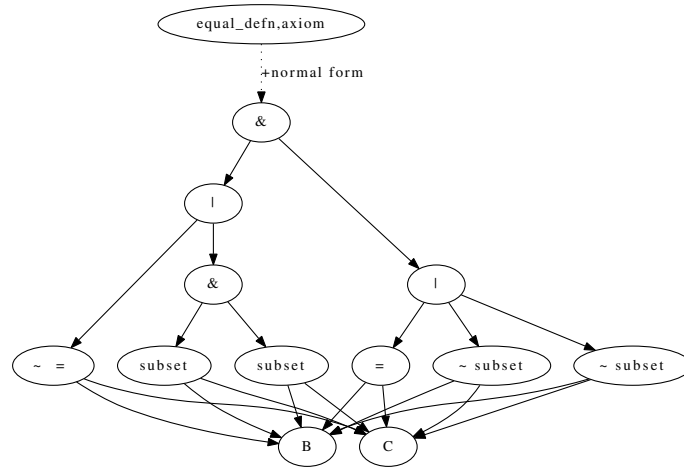 equal_defn,axiom
+normal form
&
|
&
|
~ =
subset
subset
=
~ subset
~ subset
B
C